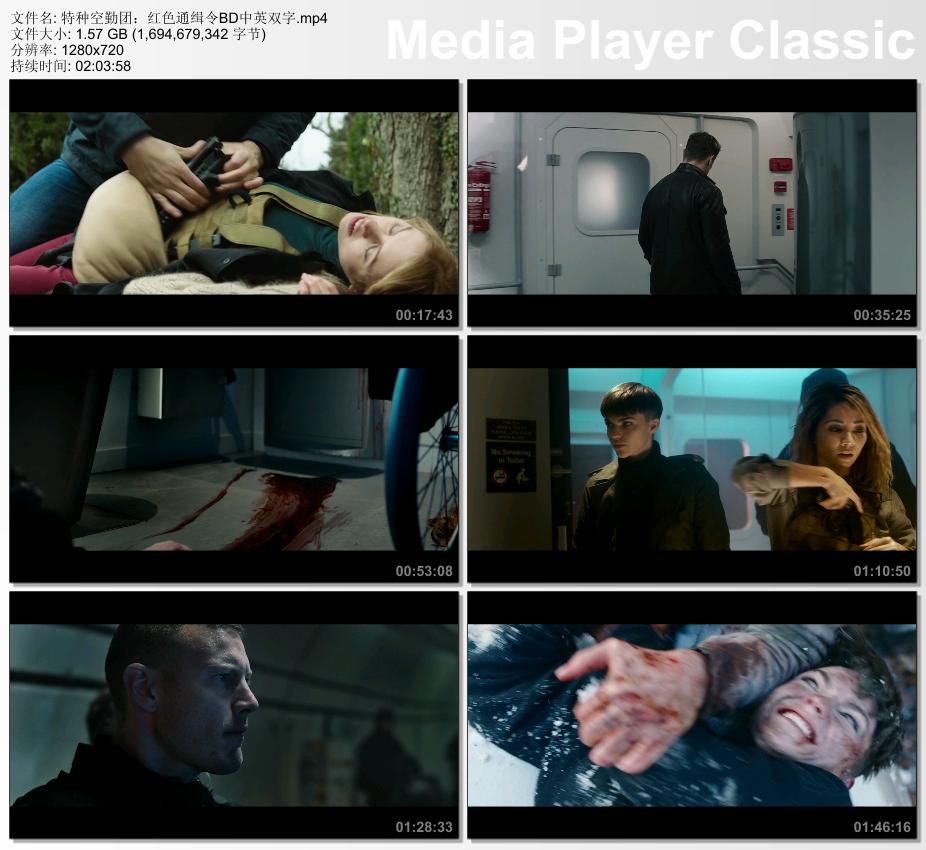 文件名: 特种空勤团：红色通缉令BD中英双字.mp4
文件大小: 1.57 GB (1,694,679,342 字节)
分辨率: 1280x720
持续时间: 02:03:58
Media Player Classic
00:17:43
00:35:25
00:53:08
No Smoking
in Toilet
01:10:50
01:28:33
01:46:16